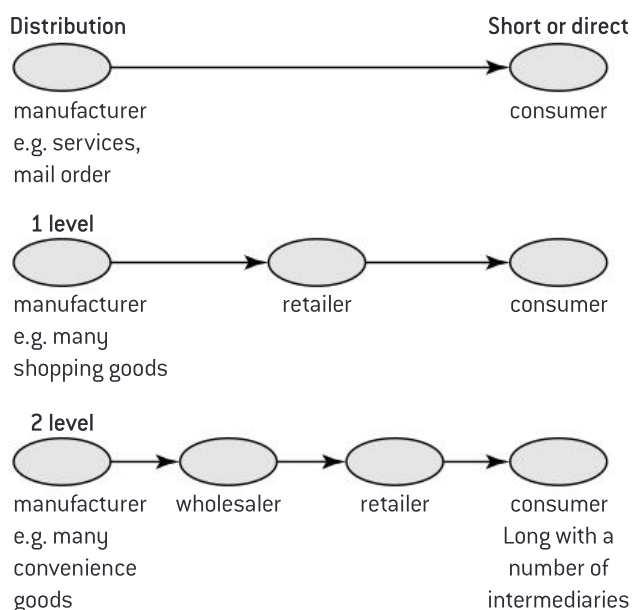 Distribution
Short or direct
manufacturer
e.g. services,
mail order
consumer
1 level
manufacturer
e.g. many
shopping goods
retailer
consumer
2 level
manufacturer
e.g. many
convenience
goods
wholesaler
retailer
consumer
Long with a
number of
intermediaries